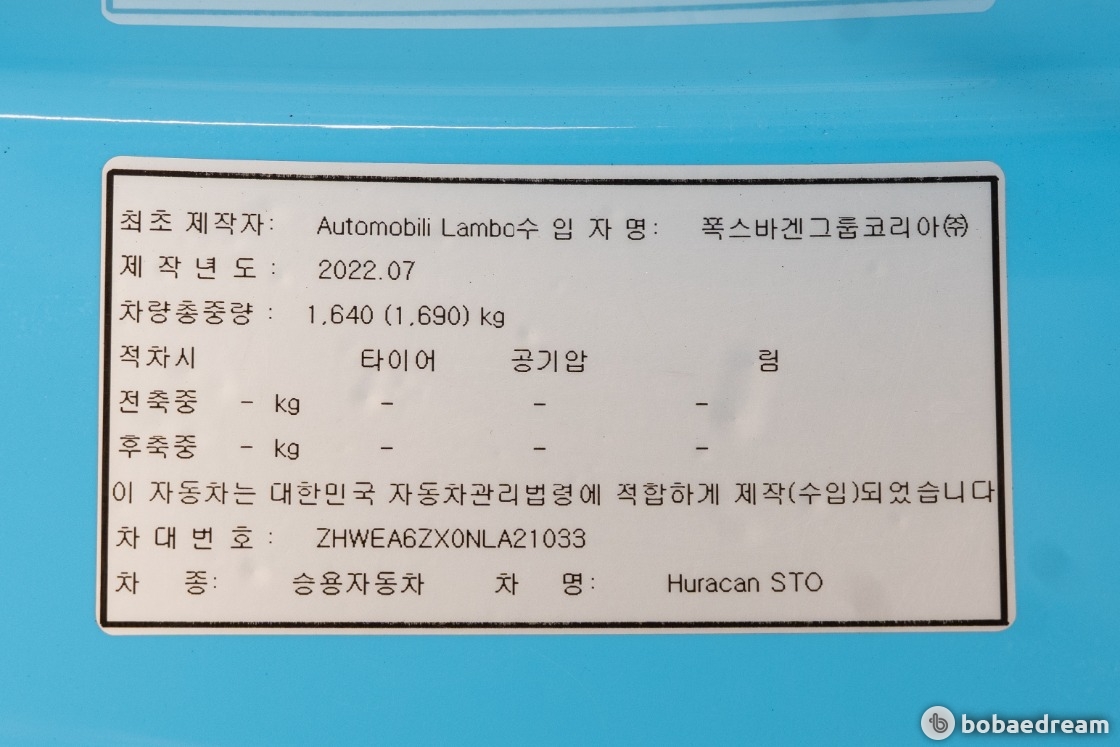 최초 제작자: Automobili Lambo수 입 자 명: 폭스바겐그룹코리아㈜
제 작 년 도 : 2022.07
차량총중량 : 1,640 (1,690) kg
적차시 타이어 공기압 림
전축중 - kg - - -
후축중 - kg - - -
이 자동차는 대한민국 자동차관리법령에 적합하게 제작(수입)되었습니다
차 대 번 호 : ZHWEA6ZX0NLA21033
차 종: 승용자동차 차 명: Huracan STO
bobaedream